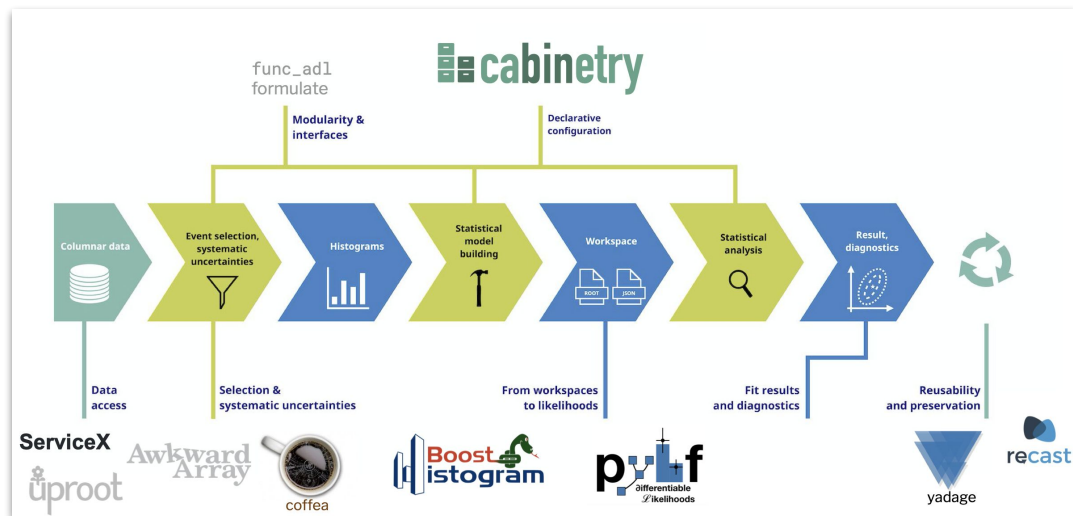 func_adl
formulate
cabinetry
Modularity &
interfaces
Declarative
configuration
Columnar data
Event selection,
systematic
uncertainties
Histograms
Statistical
model
building
Workspace
ROOT
JSON
Statistical
analysis
Result,
diagnostics
Data
access
Selection &
systematic uncertainties
From workspaces
to likelihoods
Fit results
and diagnostics
Reusability
and preservation
ServiceX
uproot
Awkward
Array
coffea
Boost
Histogram
pyhf
differentiable
Likelihoods
yadage
recast